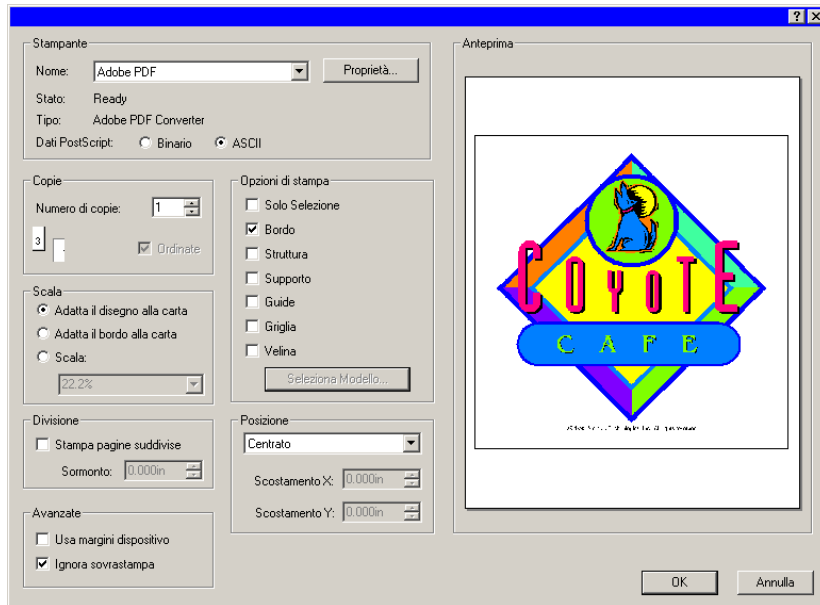 Stampante
Nome: Adobe PDF Proprietà...
Stato: Ready
Tipo: Adobe PDF Converter
Dati PostScript: Binario ASCII
Copie
Numero di copie: 1
3
Ordinate
Scala
Adatta il disegno alla carta
Adatta il bordo alla carta
Scala:
22.2%
Divisione
Stampa pagine suddivise
Sormonto: 0.000in
Avanzate
Usa margini dispositivo
Ignora sovrastampa
Opzioni di stampa
Solo Selezione
Bordo
Struttura
Supporto
Guide
Griglia
Velina
Seleziona Modello...
Posizione
Centrato
Scostamento X: 0.000in
Scostamento Y: 0.000in
Anteprima
COYOTE
CAFE
OK Annulla